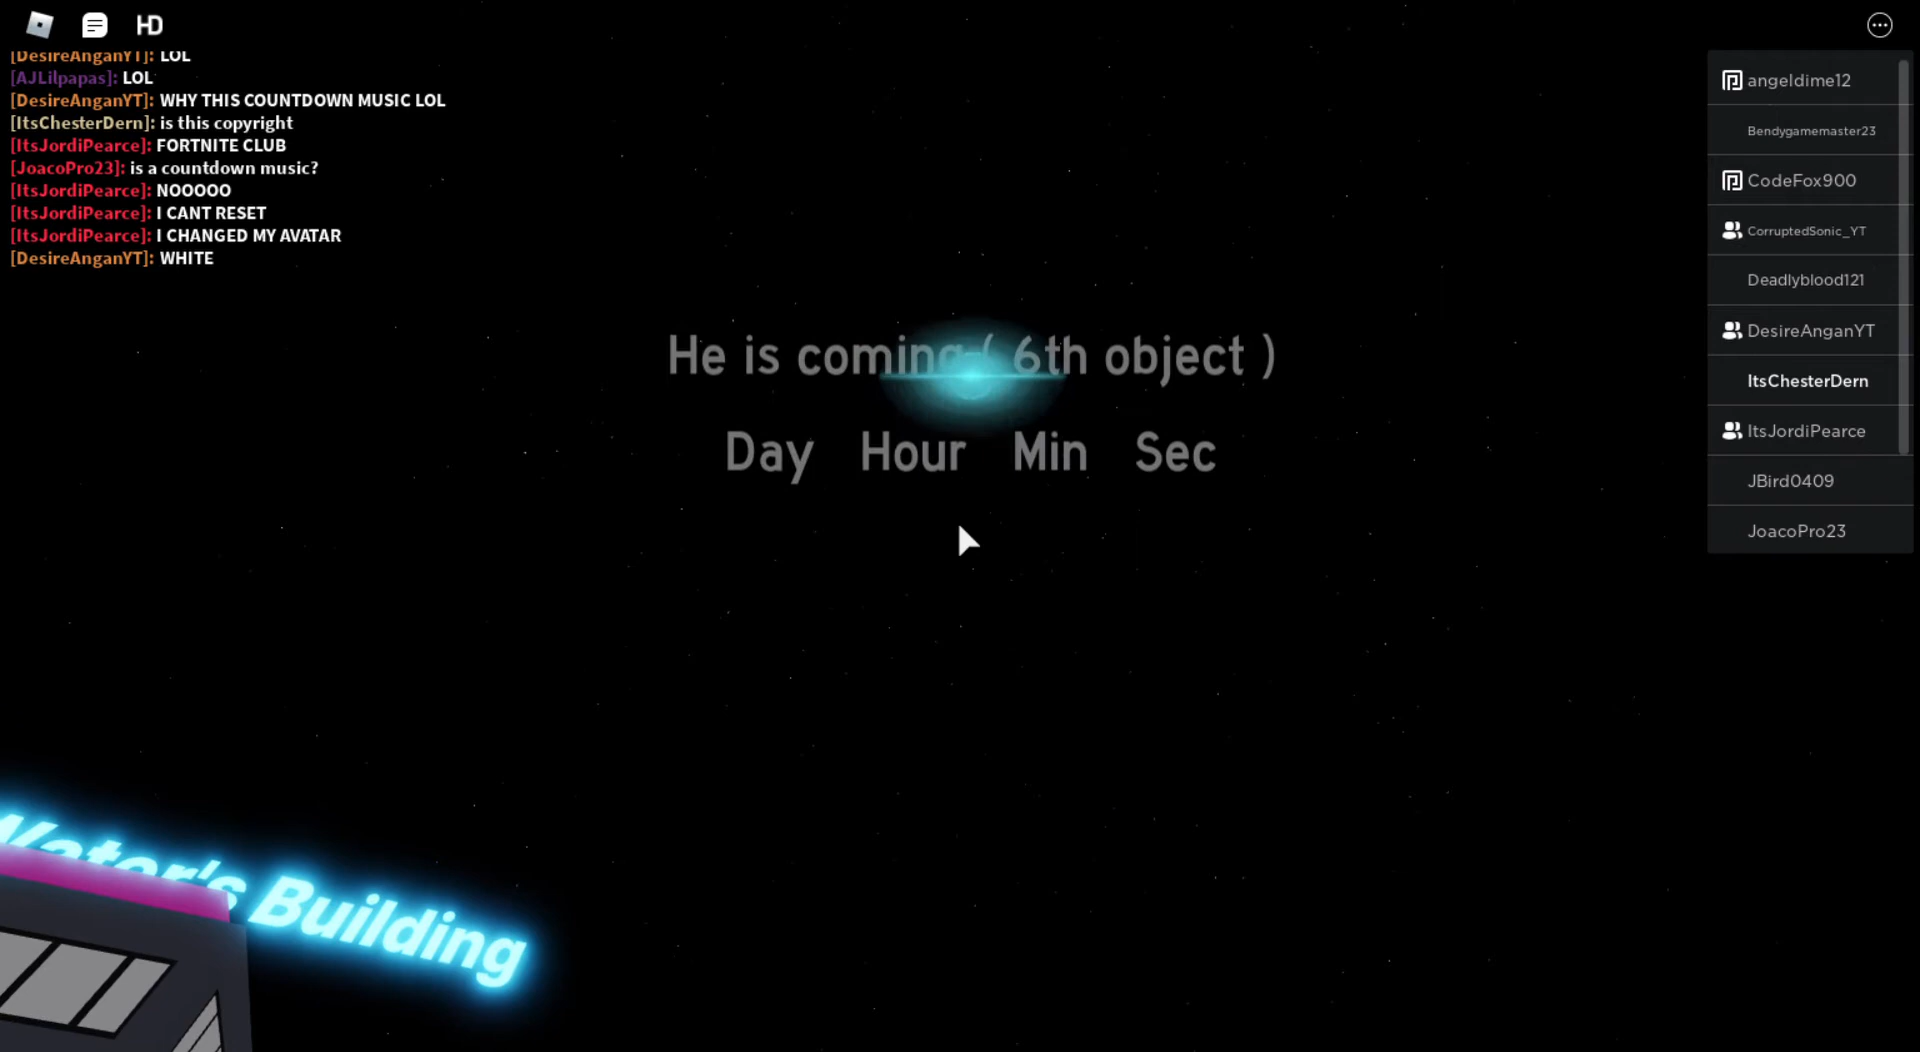 HD
[DesireAnganYT]: LOL
[AJLilpapas]: LOL
[DesireAnganYT]: WHY THIS COUNTDOWN MUSIC LOL
[ItsChesterDern]: is this copyright
[ItsJordiPearce]: FORTNITE CLUB
[JoacoPro23]: is a countdown music?
[ItsJordiPearce]: NOOOOO
[ItsJordiPearce]: I CANT RESET
[ItsJordiPearce]: I CHANGED MY AVATAR
[DesireAnganYT]: WHITE
angeldime12
Bendygamemaster23
CodeFox900
CorruptedSonic_YT
Deadlyblood121
DesireAnganYT
ItsChesterDern
ItsJordiPearce
JBird0409
JoacoPro23
He is coming ( 6th object )
Day Hour Min Sec
Building